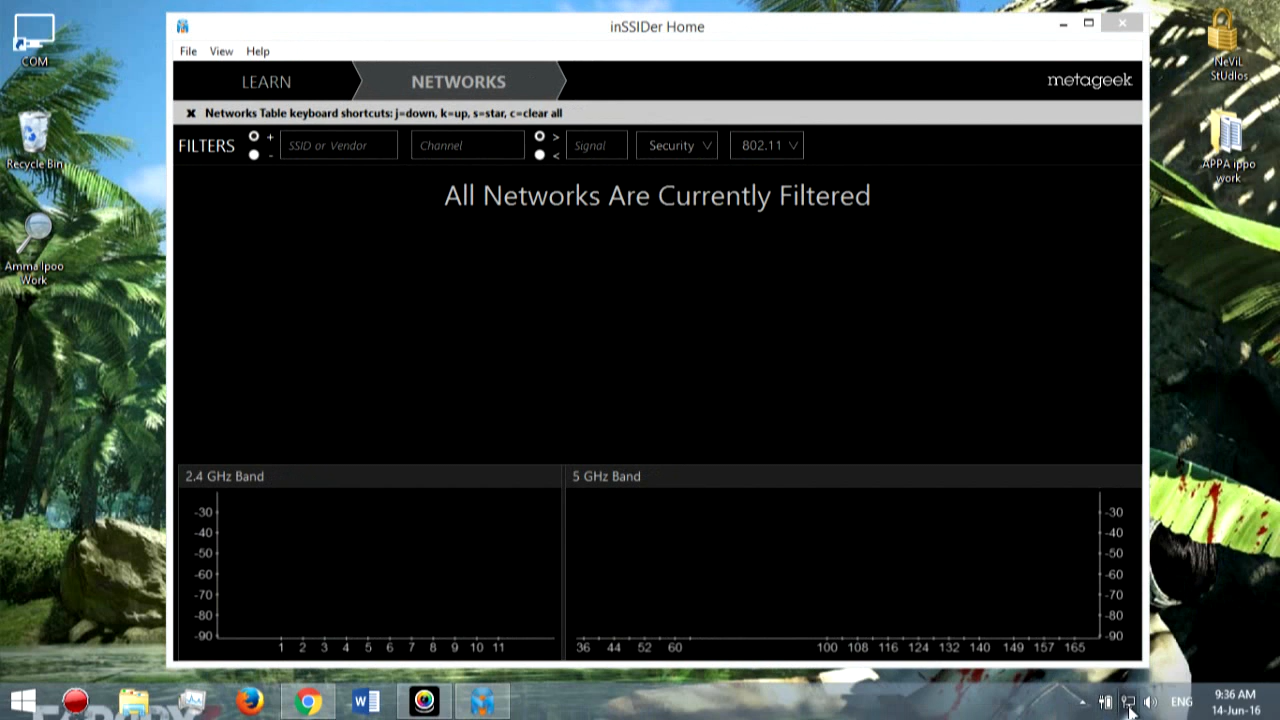 inSSIDer Home
COM
NeViL
StUdIos
File View Help
LEARN NETWORKS metageek
Networks Table keyboard shortcuts: j=down, k=up, s=star, c=clear all
FILTERS + - SSID or Vendor Channel > < Signal Security 802.11
Recycle Bin
APPA ippo
work
All Networks Are Currently Filtered
Amma Ipoo
Work
2.4 GHz Band
5 GHz Band
-30
-40
-50
-60
-70
-80
-90
1 2 3 4 5 6 7 8 9 10 11
-30
-40
-50
-60
-70
-80
-90
36 44 52 60 100 108 116 124 132 140 149 157 165
ENG
9:36 AM
14-Jun-16